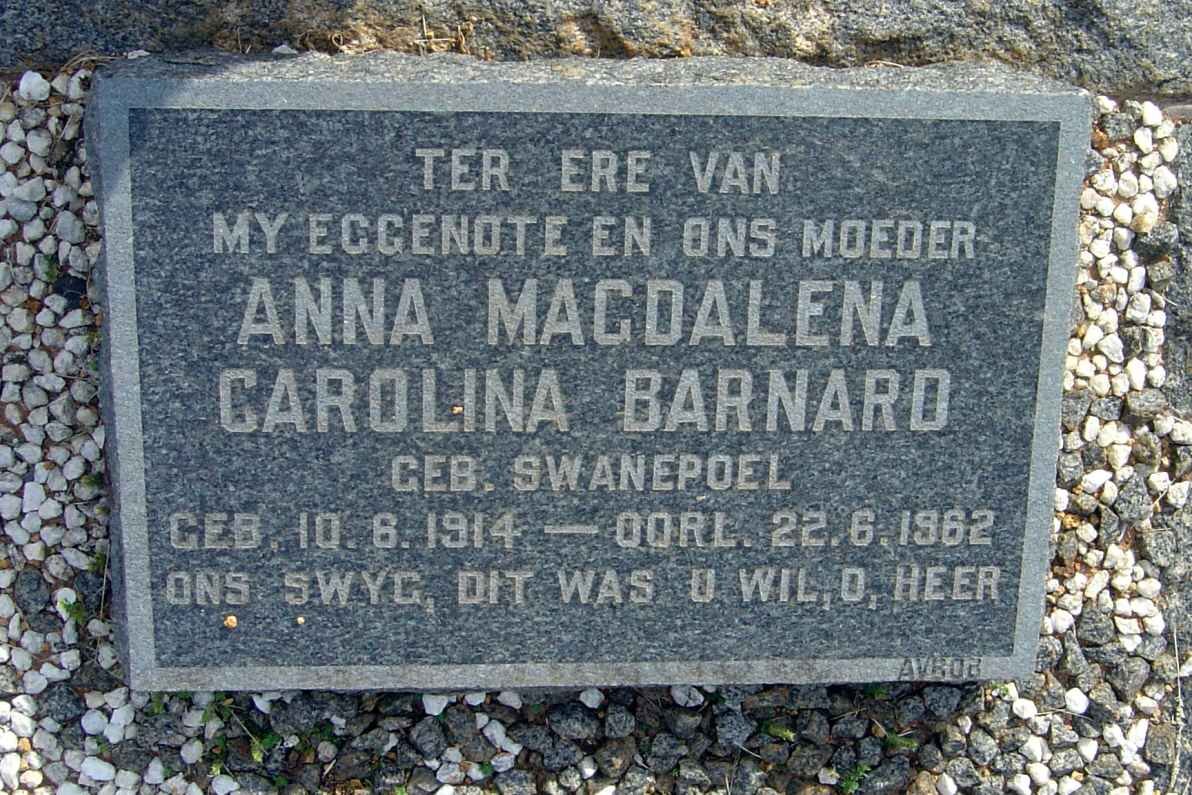 TER ERE VAN
MY EGGENOTE EN ONS MOEDER
ANNA MAGDALENA
CAROLINA BARNARD
GEB. SWANEPOEL
GEB. 10.6.1914 — OORL. 22.6.1962
ONS SWYG, DIT WAS U WIL, O, HEER
AVBOB